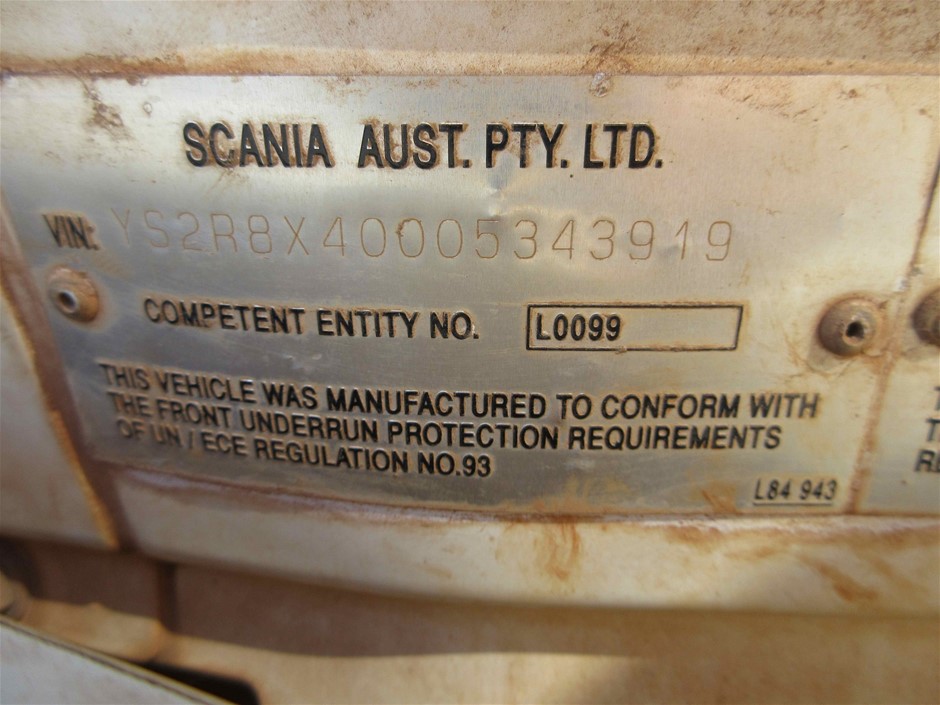 SCANIA AUST. PTY. LTD.
VIN: YS2R8X40005343919
COMPETENT ENTITY NO. L0099
THIS VEHICLE WAS MANUFACTURED TO CONFORM WITH
THE FRONT UNDERRUN PROTECTION REQUIREMENTS
OF UN / ECE REGULATION NO.93
L84 943